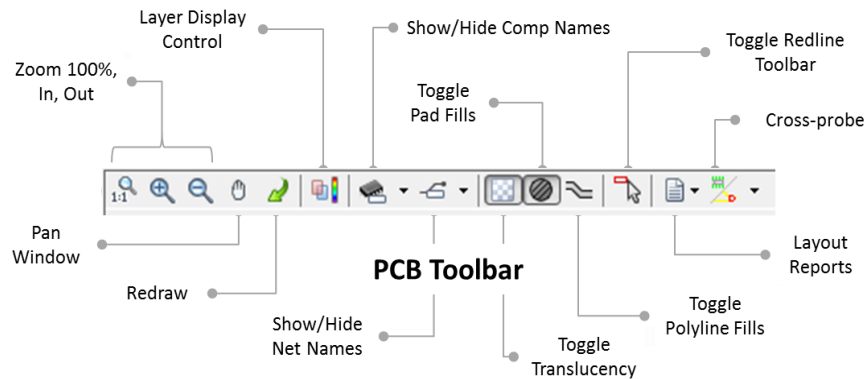 Layer Display
Control
Show/Hide Comp Names
Toggle Redline
Toolbar
Zoom 100%,
In, Out
Toggle
Pad Fills
Cross-probe
1:1
Pan
Window
PCB Toolbar
Layout
Reports
Redraw
Show/Hide
Net Names
Toggle
Polyline Fills
Toggle
Translucency